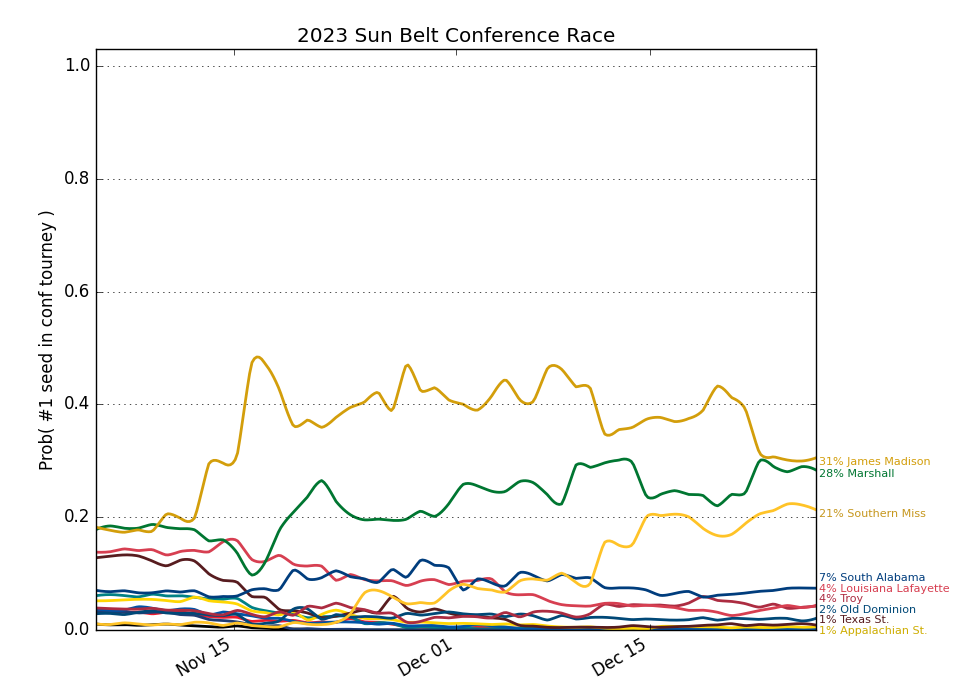 2023 Sun Belt Conference Race
Prob( #1 seed in conf tourney )
1.0
0.8
0.6
0.4
0.2
0.0
Nov 15
Dec 01
Dec 15
31% James Madison
28% Marshall
21% Southern Miss
7% South Alabama
4% Louisiana Lafayette
4% Troy
2% Old Dominion
1% Texas St.
1% Appalachian St.